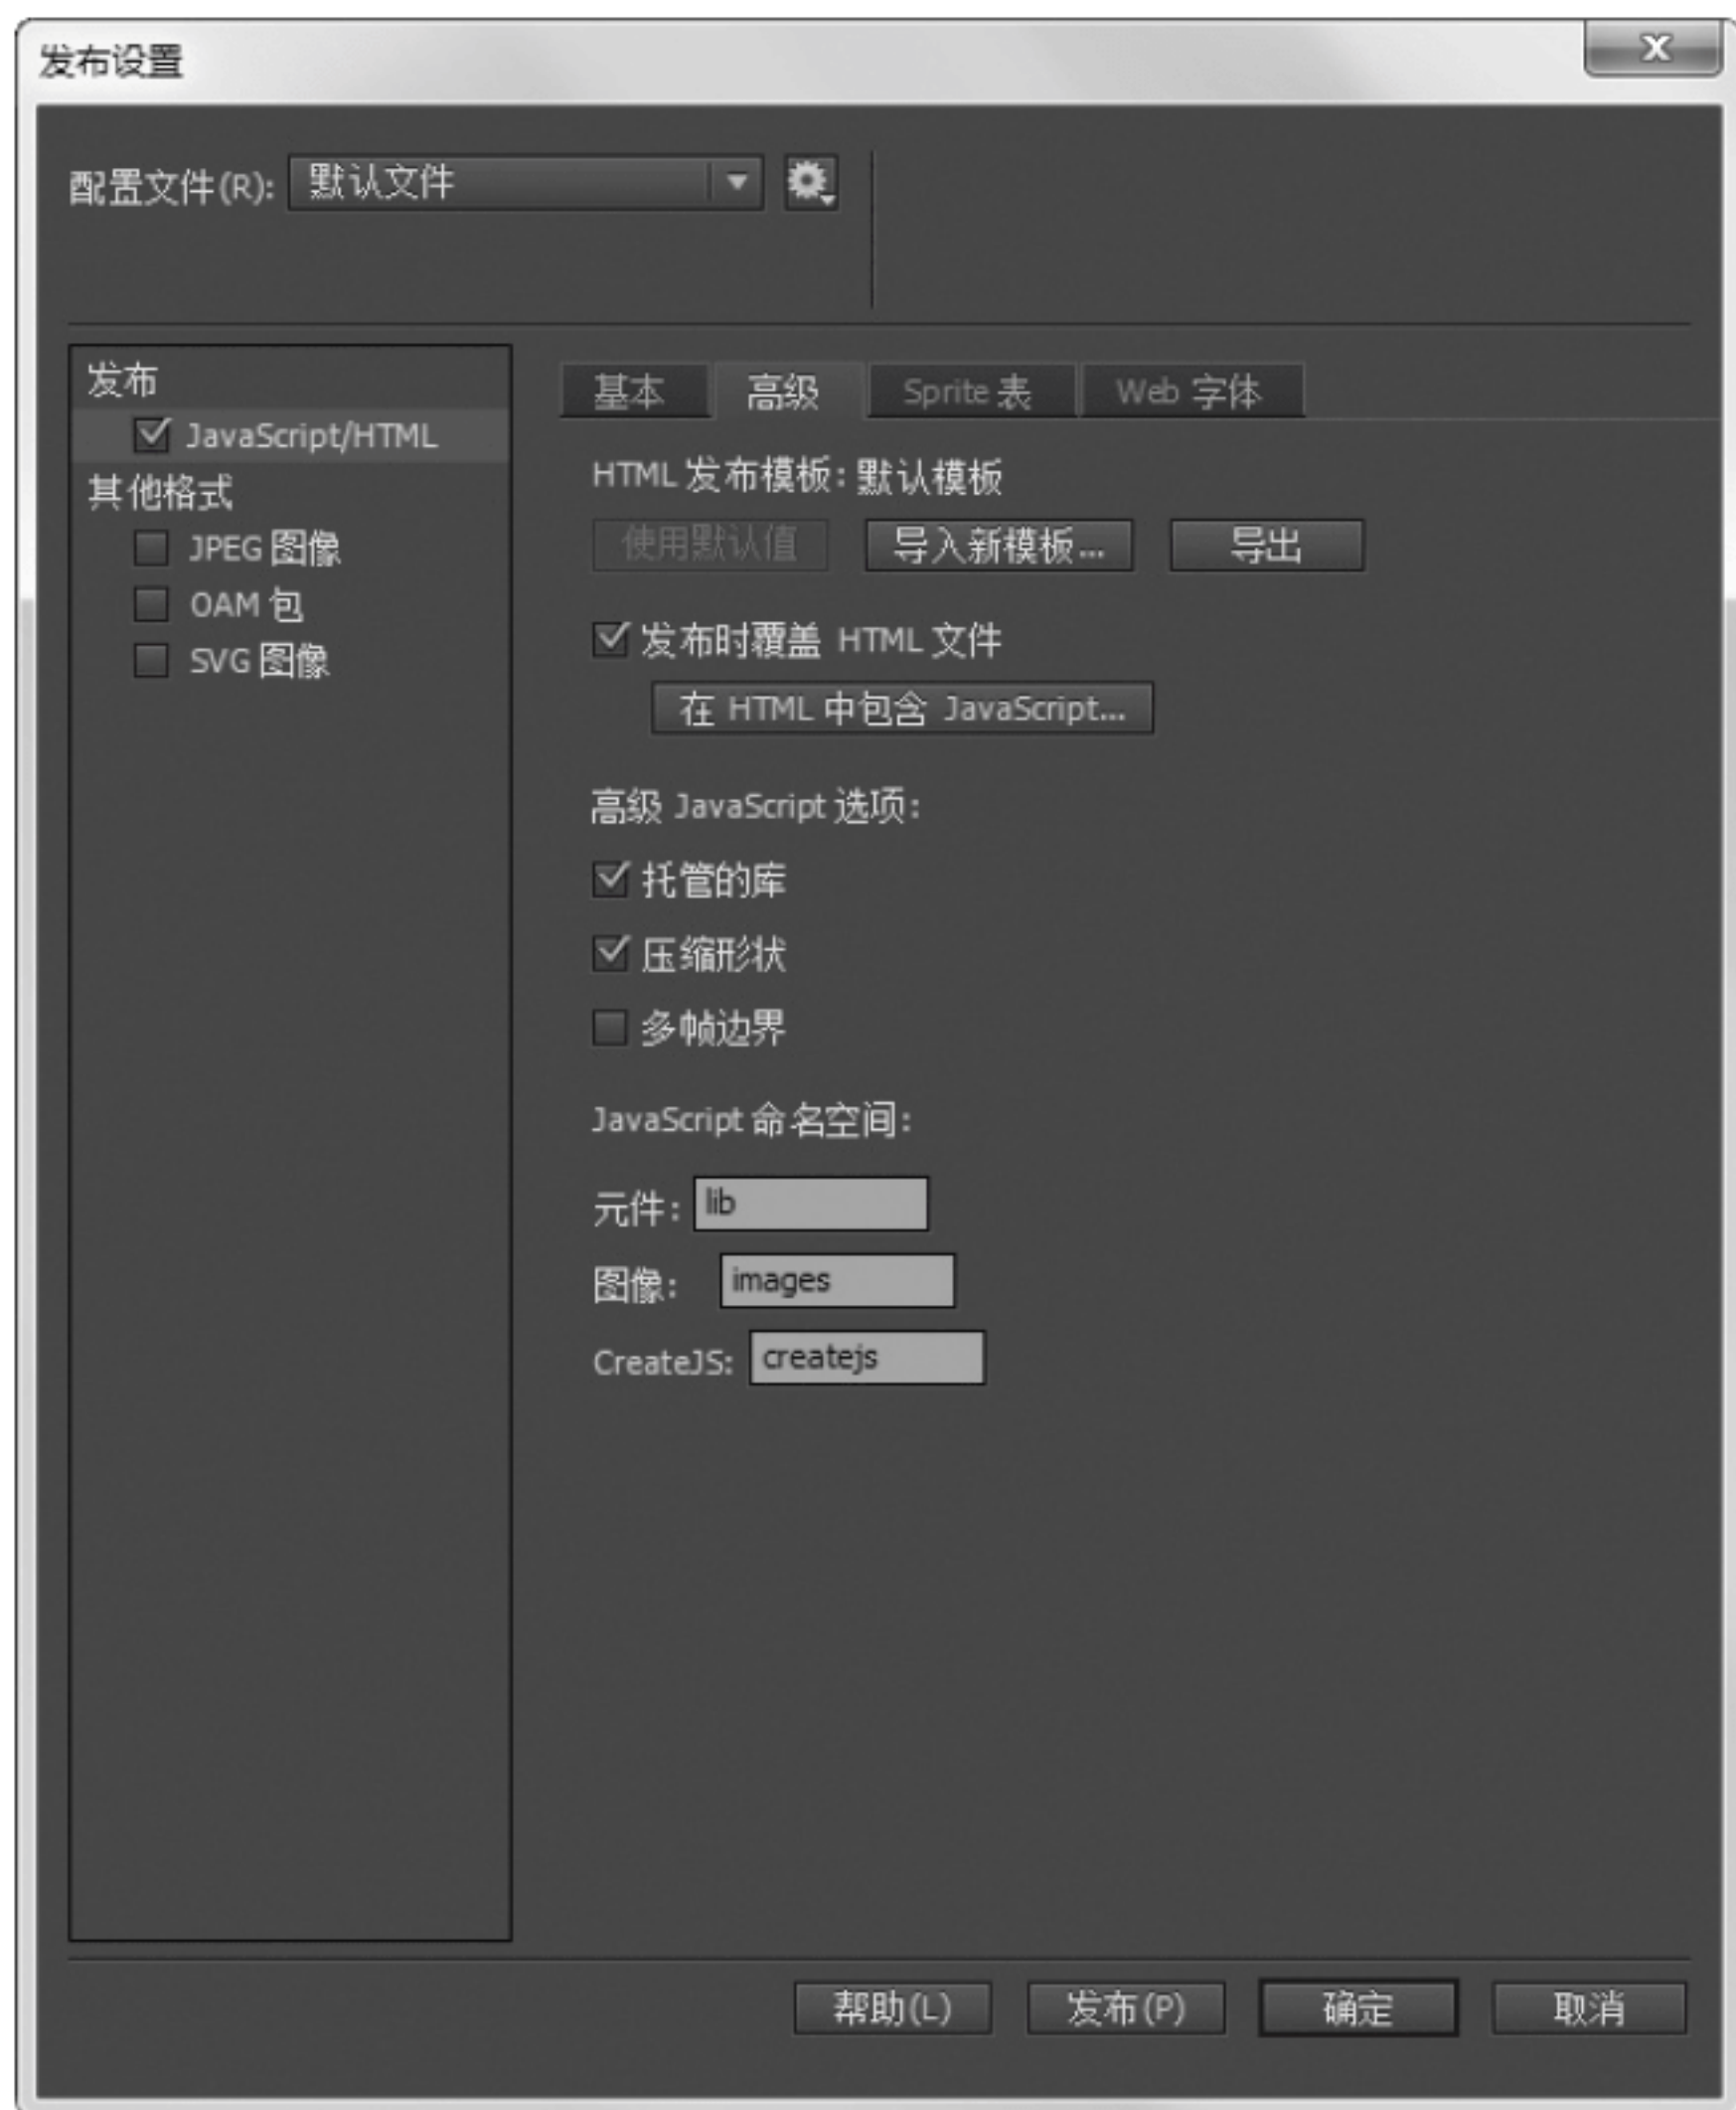 发布设置
配置文件(R): 默认文件
发布
JavaScript/HTML
其他格式
JPEG 图像
OAM 包
SVG 图像
基本 高级 Sprite 表 Web 字体
HTML 发布模板: 默认模板
使用默认值 导入新模板... 导出
发布时覆盖 HTML 文件
在 HTML 中包含 JavaScript...
高级 JavaScript 选项:
托管的库
压缩形状
多帧边界
JavaScript 命名空间:
元件: lib
图像: images
CreateJS: createjs
帮助(L) 发布(P) 确定 取消